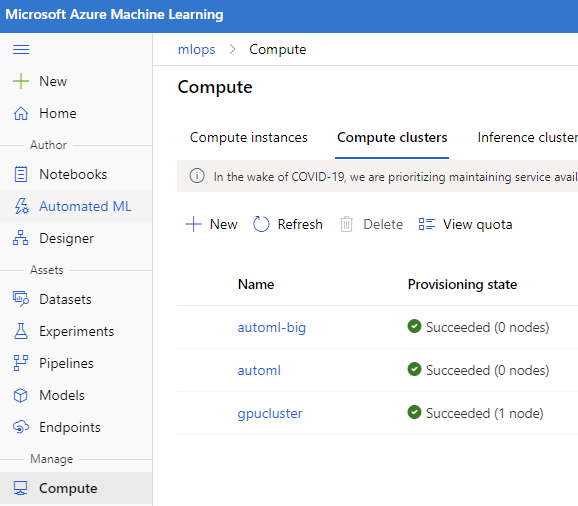 Microsoft Azure Machine Learning
mlops > Compute
New
Home
Author
Notebooks
Automated ML
Designer
Assets
Datasets
Experiments
Pipelines
Models
Endpoints
Manage
Compute
Compute
Compute instances Compute clusters Inference cluster
In the wake of COVID-19, we are prioritizing maintaining service avail
New Refresh Delete View quota
Name Provisioning state
automl-big Succeeded (0 nodes)
automl Succeeded (0 nodes)
gpucluster Succeeded (1 node)